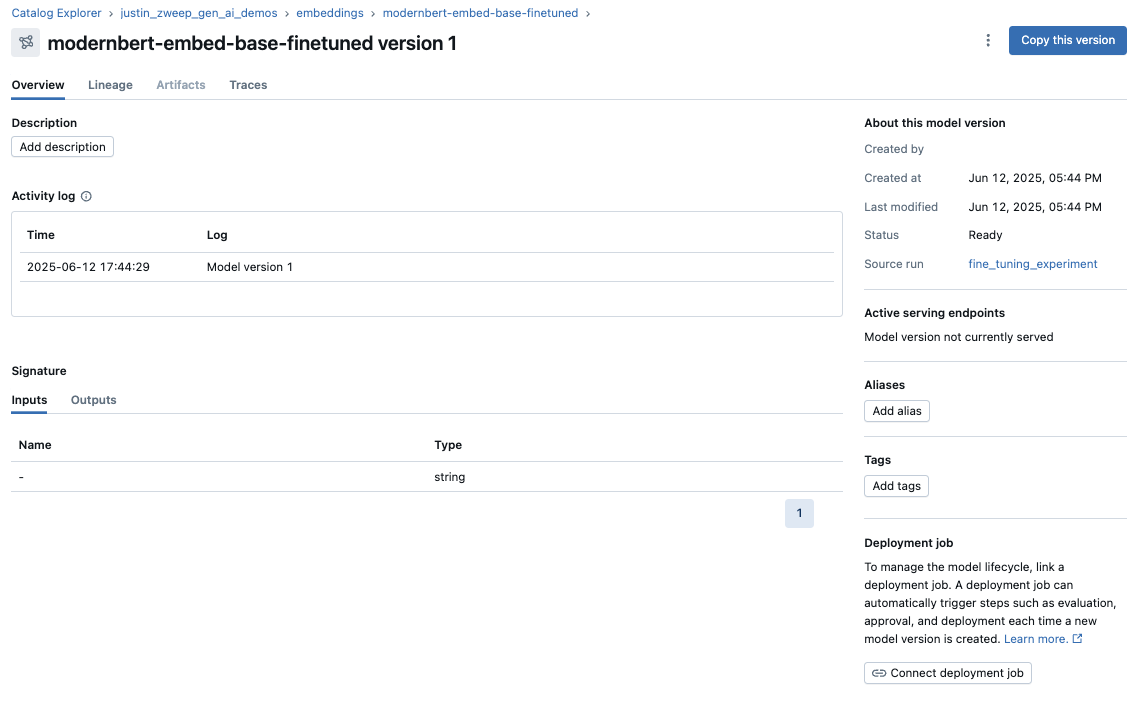 Catalog Explorer > justin_zweep_gen_ai_demos > embeddings > modernbert-embed-base-finetuned >
modernbert-embed-base-finetuned version 1
Copy this version
Overview Lineage Artifacts Traces
Description
Add description
Activity log
Time Log
2025-06-12 17:44:29 Model version 1
Signature
Inputs Outputs
Name Type
- string
1
About this model version
Created by
Created at Jun 12, 2025, 05:44 PM
Last modified Jun 12, 2025, 05:44 PM
Status Ready
Source run fine_tuning_experiment
Active serving endpoints
Model version not currently served
Aliases
Add alias
Tags
Add tags
Deployment job
To manage the model lifecycle, link a
deployment job. A deployment job can
automatically trigger steps such as evaluation,
approval, and deployment each time a new
model version is created. Learn more.
Connect deployment job